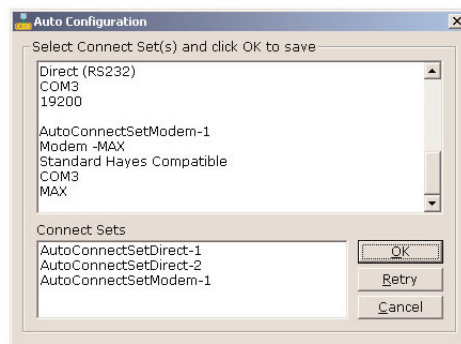 Auto Configuration
Select Connect Set(s) and click OK to save
Direct (RS232)
COM3
19200
AutoConnectSetModem-1
Modem -MAX
Standard Hayes Compatible
COM3
MAX
Connect Sets
AutoConnectSetDirect-1
AutoConnectSetDirect-2
AutoConnectSetModem-1
OK
Retry
Cancel